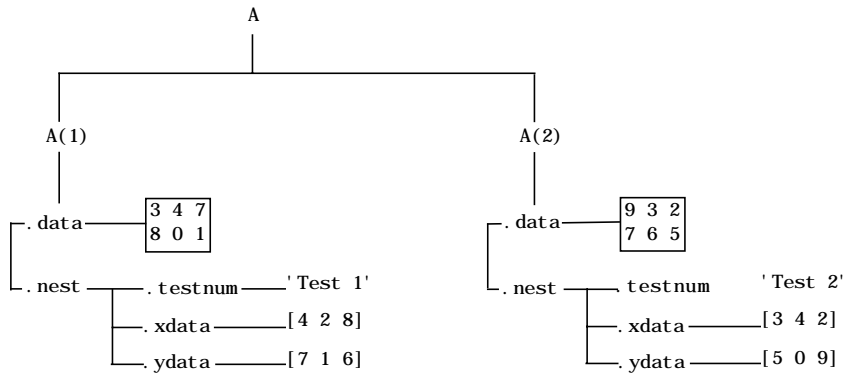 A
A(1) A(2)
.data 3 4 7 .data 9 3 2
8 0 1 7 6 5
.nest .testnum 'Test 1' .nest .testnum 'Test 2'
.xdata [4 2 8] .xdata [3 4 2]
.ydata [7 1 6] .ydata [5 0 9]